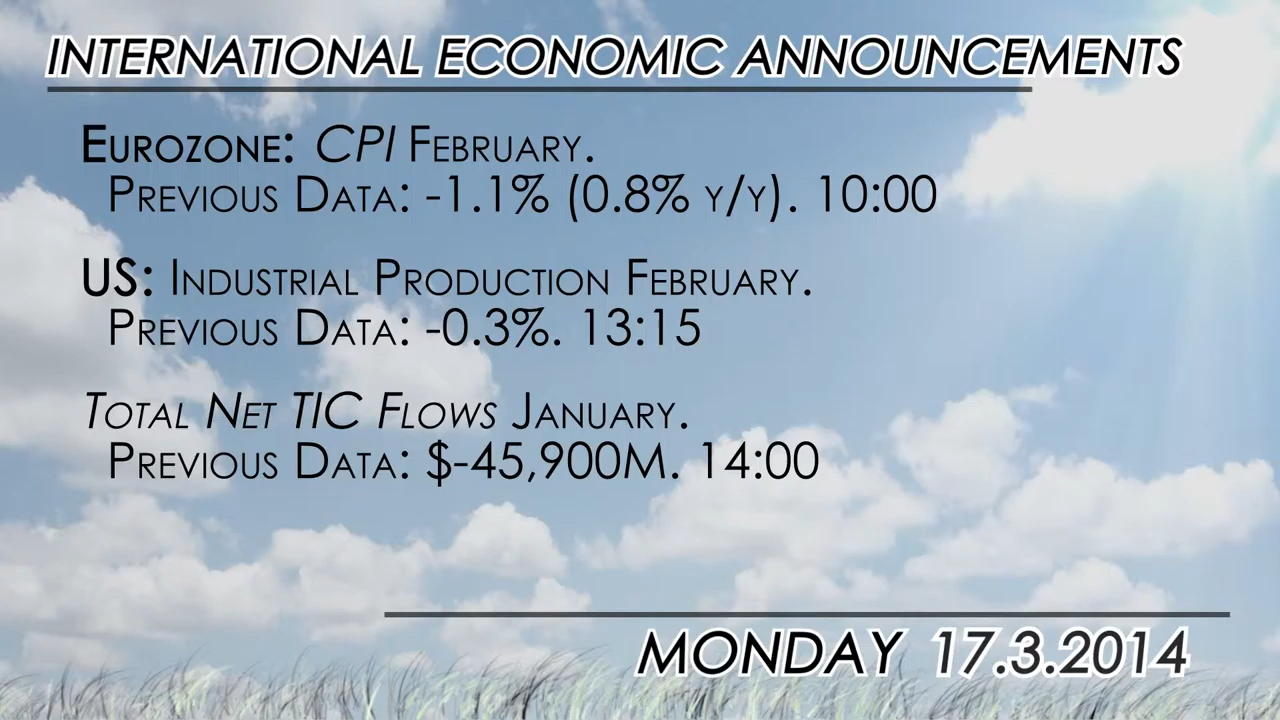 INTERNATIONAL ECONOMIC ANNOUNCEMENTS
EUROZONE: CPI FEBRUARY.
PREVIOUS DATA: -1.1% (0.8% Y/Y). 10:00
US: INDUSTRIAL PRODUCTION FEBRUARY.
PREVIOUS DATA: -0.3%. 13:15
TOTAL NET TIC FLOWS JANUARY.
PREVIOUS DATA: $-45,900M. 14:00
MONDAY 17.3.2014